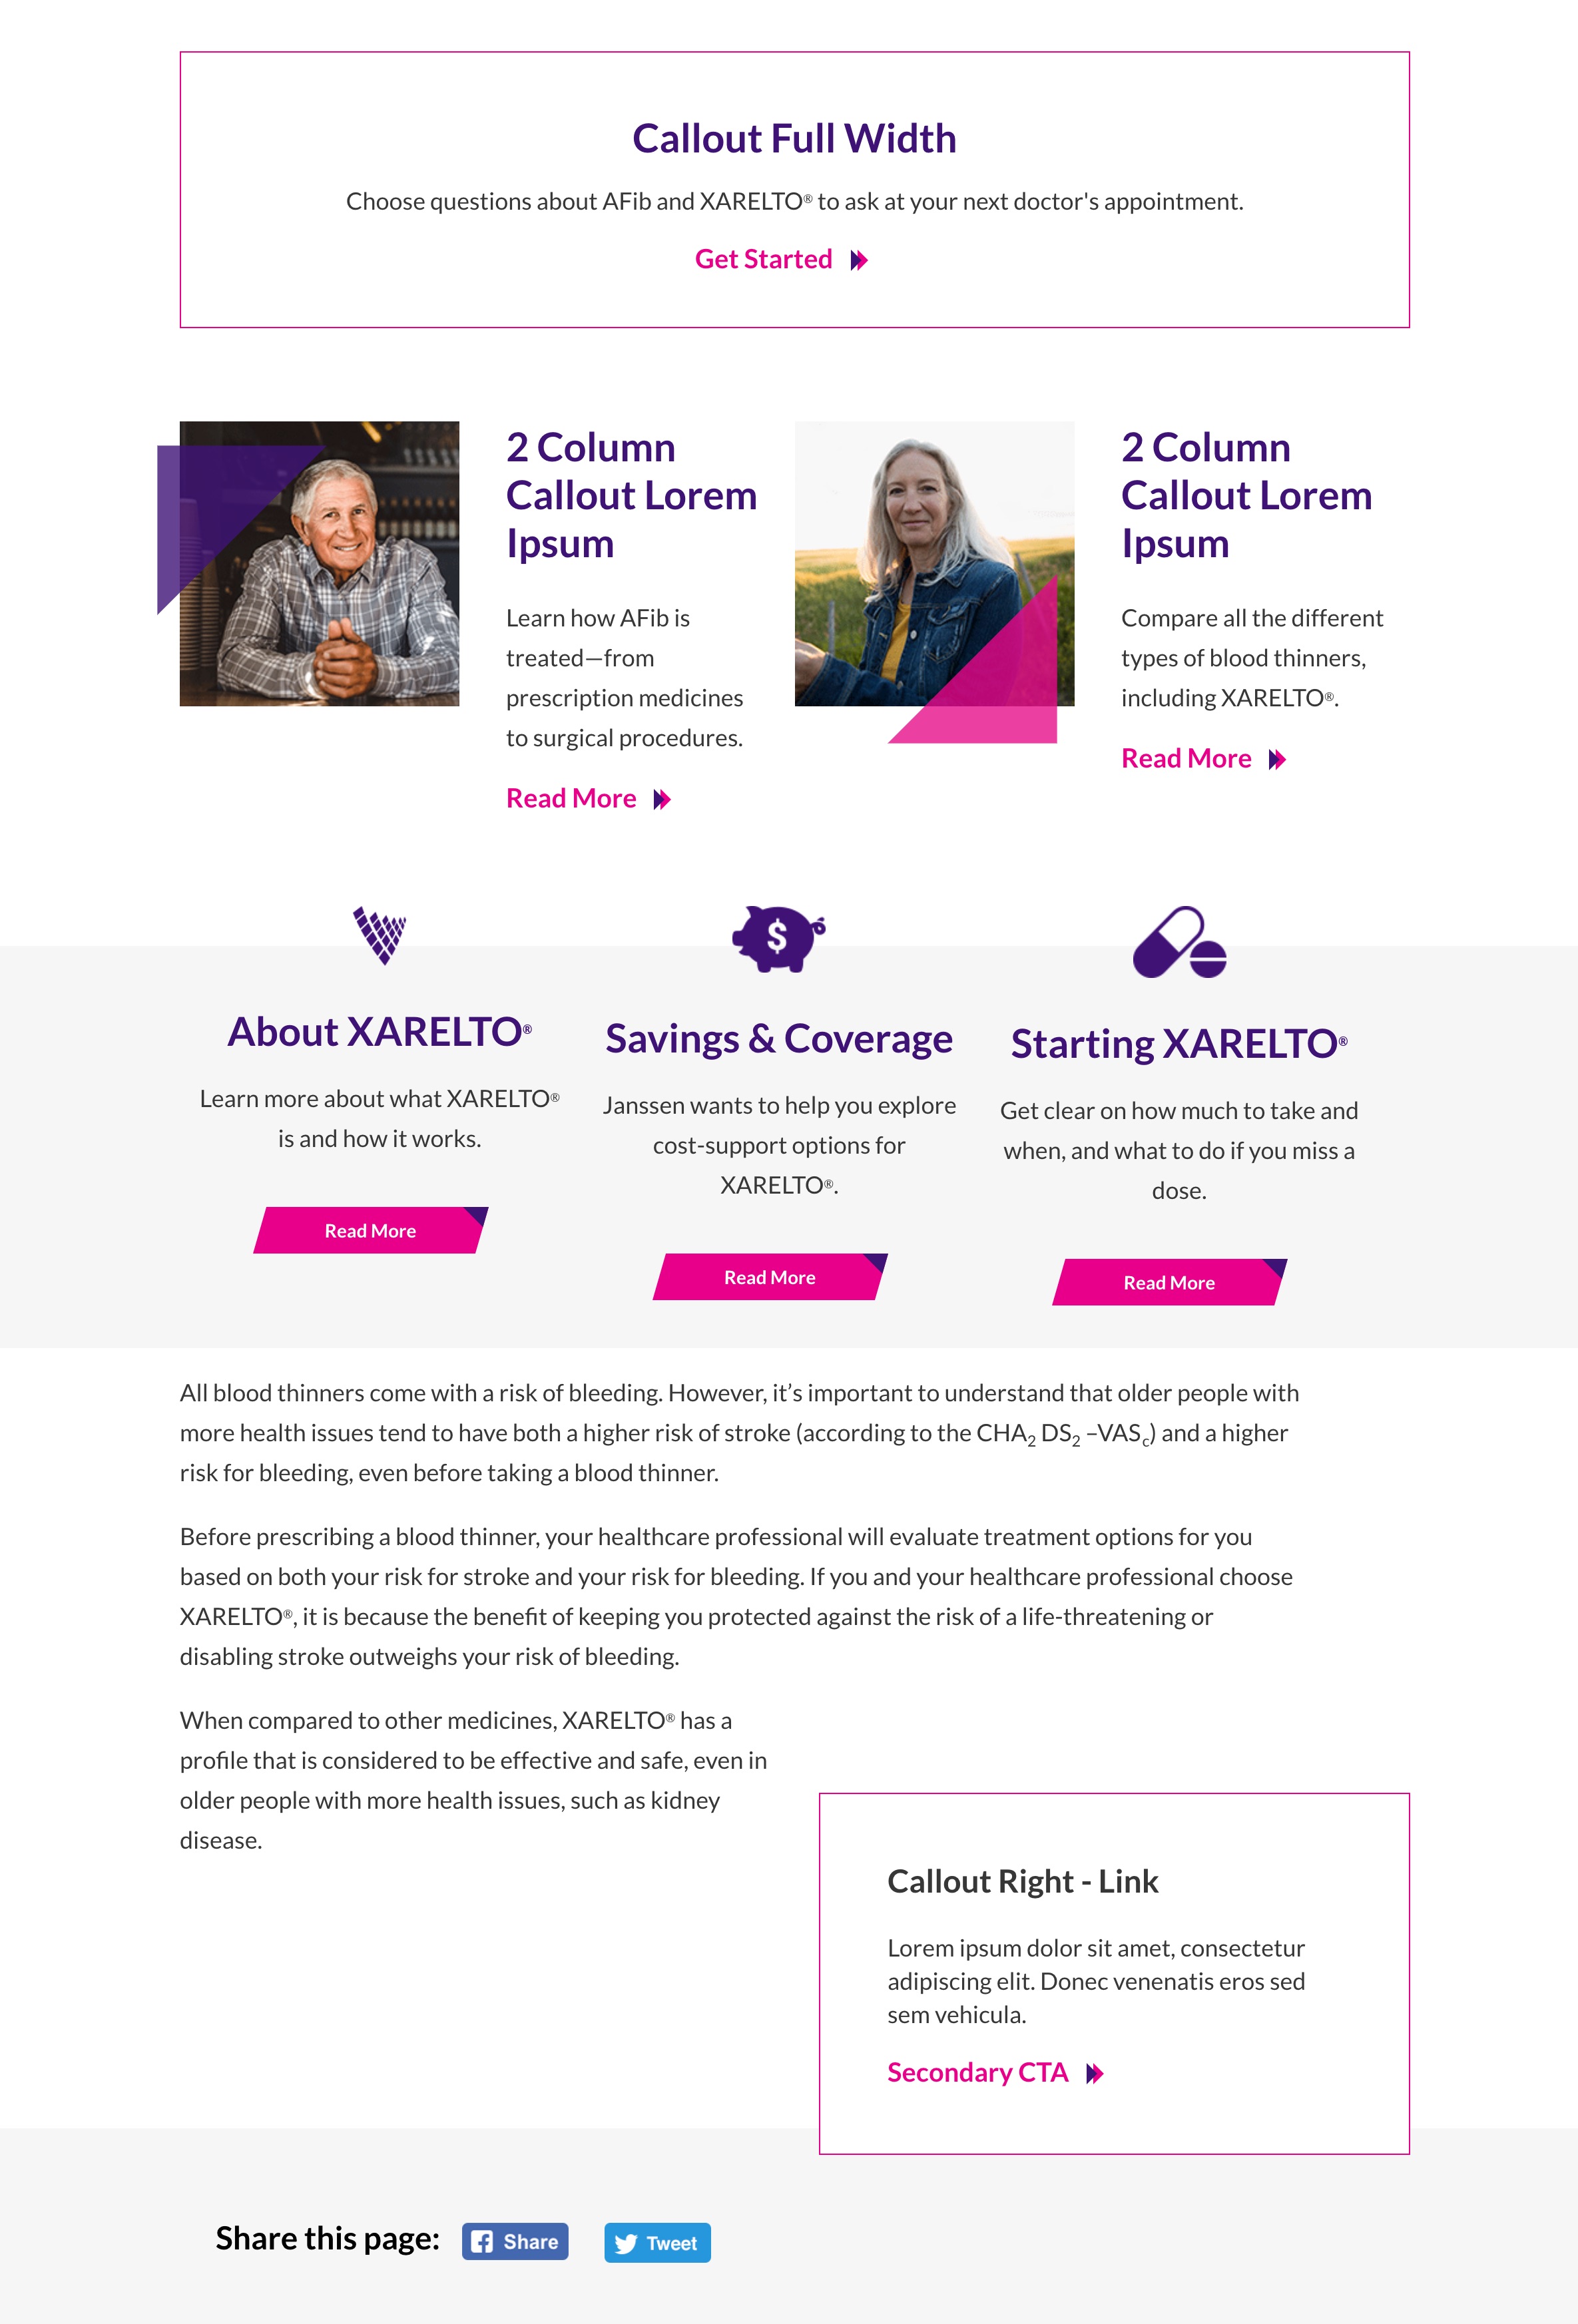 Callout Full Width
Choose questions about AFib and XARELTO® to ask at your next doctor's appointment.
Get Started
2 Column
Callout Lorem
Ipsum
Learn how AFib is
treated—from
prescription medicines
to surgical procedures.
Read More
2 Column
Callout Lorem
Ipsum
Compare all the different
types of blood thinners,
including XARELTO®.
Read More
About XARELTO®
Learn more about what XARELTO®
is and how it works.
Read More
$
Savings & Coverage
Janssen wants to help you explore
cost-support options for
XARELTO®.
Read More
Starting XARELTO®
Get clear on how much to take and
when, and what to do if you miss a
dose.
Read More
All blood thinners come with a risk of bleeding. However, it’s important to understand that older people with
more health issues tend to have both a higher risk of stroke (according to the CHA₂ DS₂ –VASc) and a higher
risk for bleeding, even before taking a blood thinner.
Before prescribing a blood thinner, your healthcare professional will evaluate treatment options for you
based on both your risk for stroke and your risk for bleeding. If you and your healthcare professional choose
XARELTO®, it is because the benefit of keeping you protected against the risk of a life-threatening or
disabling stroke outweighs your risk of bleeding.
When compared to other medicines, XARELTO® has a
profile that is considered to be effective and safe, even in
older people with more health issues, such as kidney
disease.
Callout Right - Link
Lorem ipsum dolor sit amet, consectetur
adipiscing elit. Donec venenatis eros sed
sem vehicula.
Secondary CTA
Share this page:
Share
Tweet